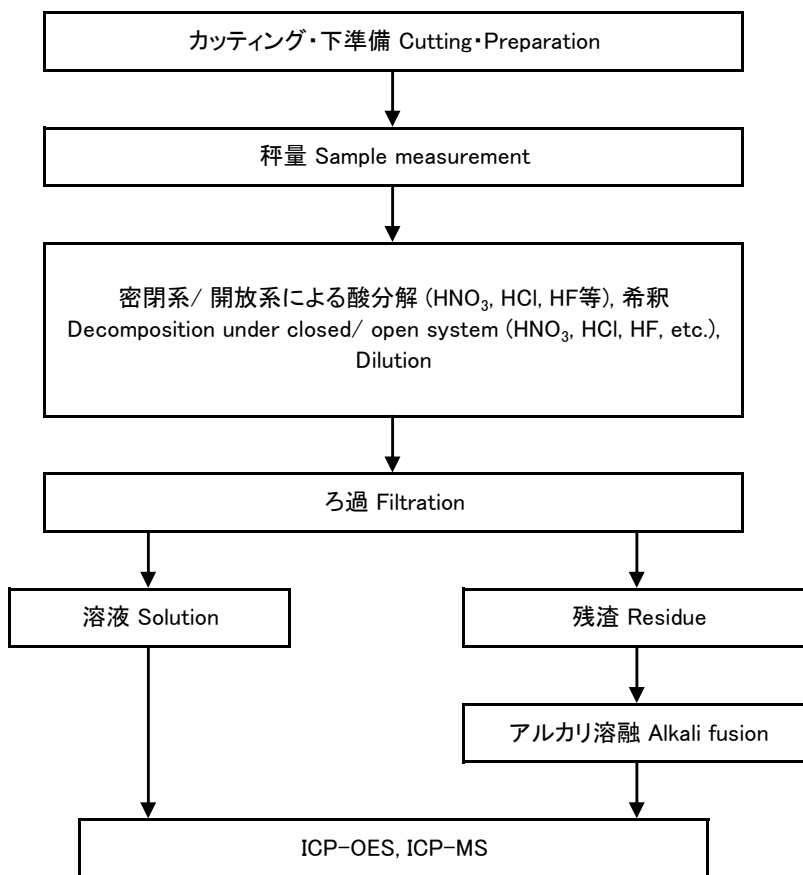 カッティング・下準備 Cutting・Preparation
秤量 Sample measurement
密閉系/ 開放系による酸分解 (HNO₃, HCl, HF等), 希釈
Decomposition under closed/ open system (HNO₃, HCl, HF, etc.),
Dilution
ろ過 Filtration
溶液 Solution
残渣 Residue
アルカリ溶融 Alkali fusion
ICP-OES, ICP-MS